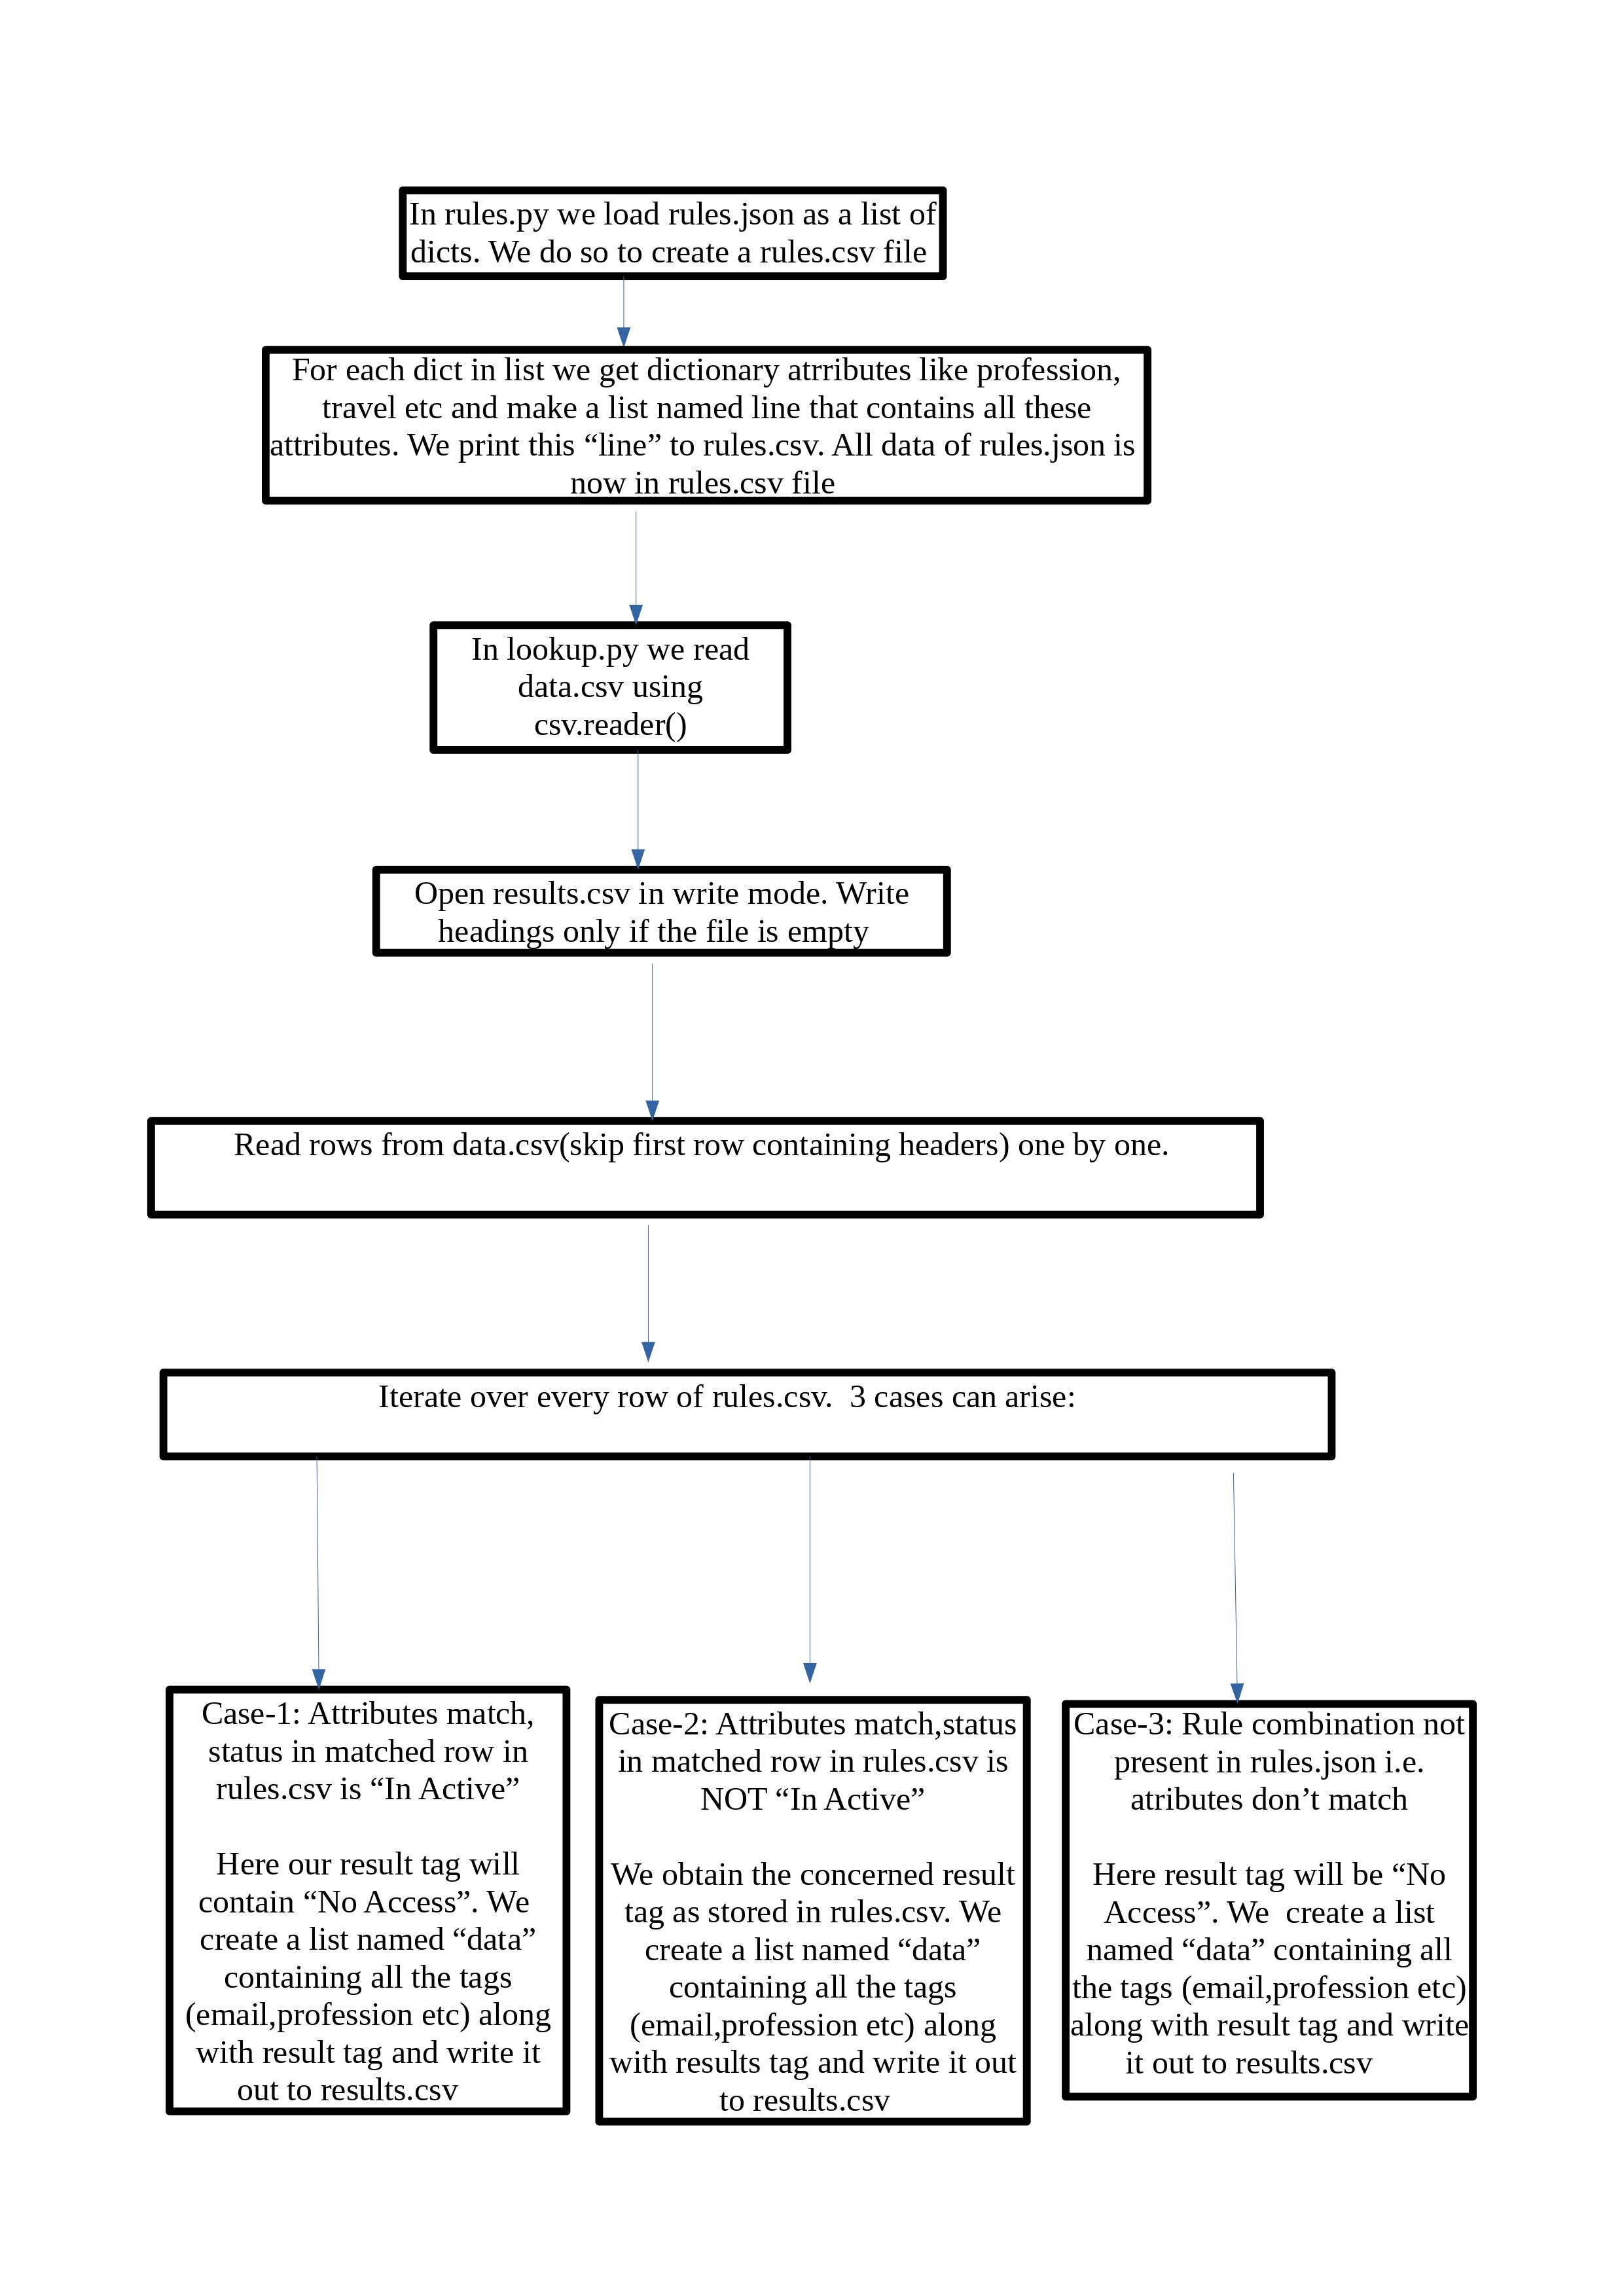 In rules.py we load rules.json as a list of
dicts. We do so to create a rules.csv file
For each dict in list we get dictionary atrributes like profession,
travel etc and make a list named line that contains all these
attributes. We print this “line” to rules.csv. All data of rules.json is
now in rules.csv file
In lookup.py we read
data.csv using
csv.reader()
Open results.csv in write mode. Write
headings only if the file is empty
Read rows from data.csv(skip first row containing headers) one by one.
Iterate over every row of rules.csv.  3 cases can arise:
Case-1: Attributes match,
status in matched row in
rules.csv is “In Active”
Here our result tag will
contain “No Access”. We
create a list named “data”
containing all the tags
(email,profession etc) along
with result tag and write it
out to results.csv
Case-2: Attributes match,status
in matched row in rules.csv is
NOT “In Active”
We obtain the concerned result
tag as stored in rules.csv. We
create a list named “data”
containing all the tags
(email,profession etc) along
with results tag and write it out
to results.csv
Case-3: Rule combination not
present in rules.json i.e.
atributes don’t match
Here result tag will be “No
Access”. We  create a list
named “data” containing all
the tags (email,profession etc)
along with result tag and write
it out to results.csv